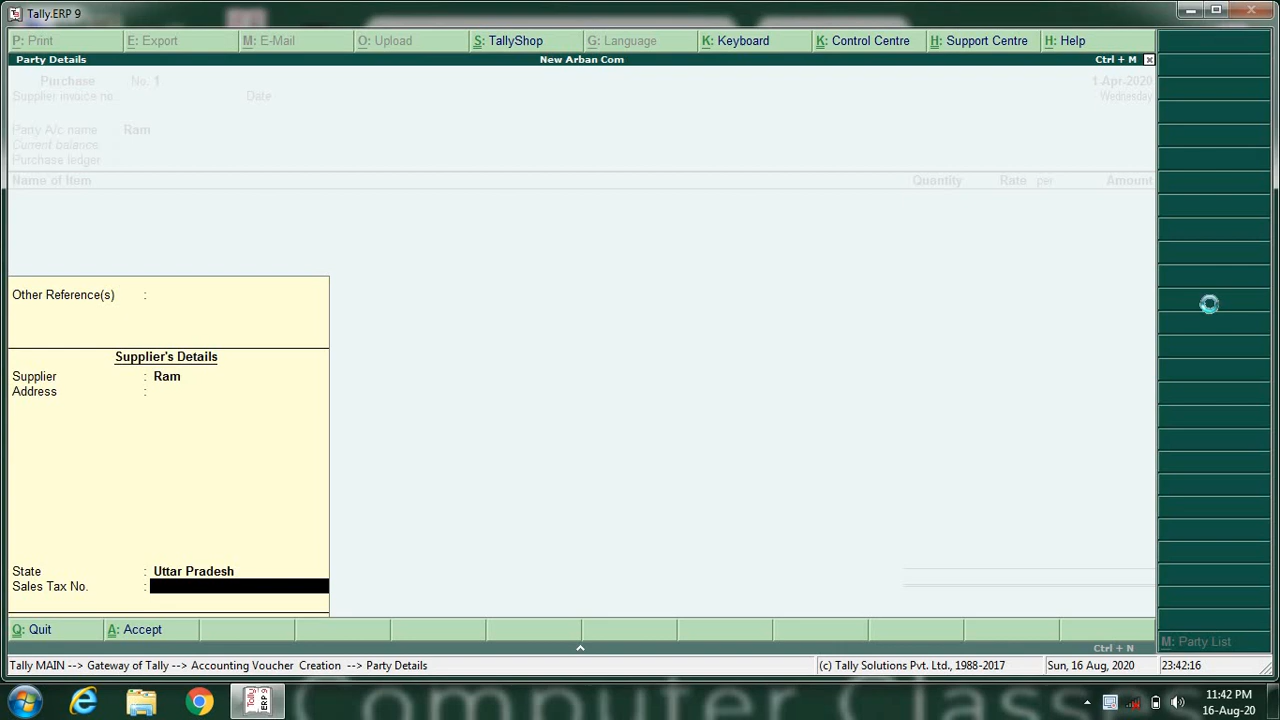 Tally.ERP 9
P: Print E: Export M: E-Mail O: Upload S: TallyShop G: Language K: Keyboard K: Control Centre H: Support Centre H: Help
Party Details New Arban Com Ctrl + M
Purchase No. 1 1-Apr-2020
Supplier invoice no.: Date Wednesday
Party A/c name Ram
Current balance
Purchase ledger
Name of Item Quantity Rate per Amount
Other Reference(s) :
Supplier's Details
Supplier : Ram
Address :
State : Uttar Pradesh
Sales Tax No. :
Q: Quit A: Accept
M: Party List
Ctrl + N
Tally MAIN --> Gateway of Tally --> Accounting Voucher Creation --> Party Details (c) Tally Solutions Pvt. Ltd., 1988-2017 Sun, 16 Aug, 2020 23:42:16
Tally ERP 9
11:42 PM
16-Aug-20